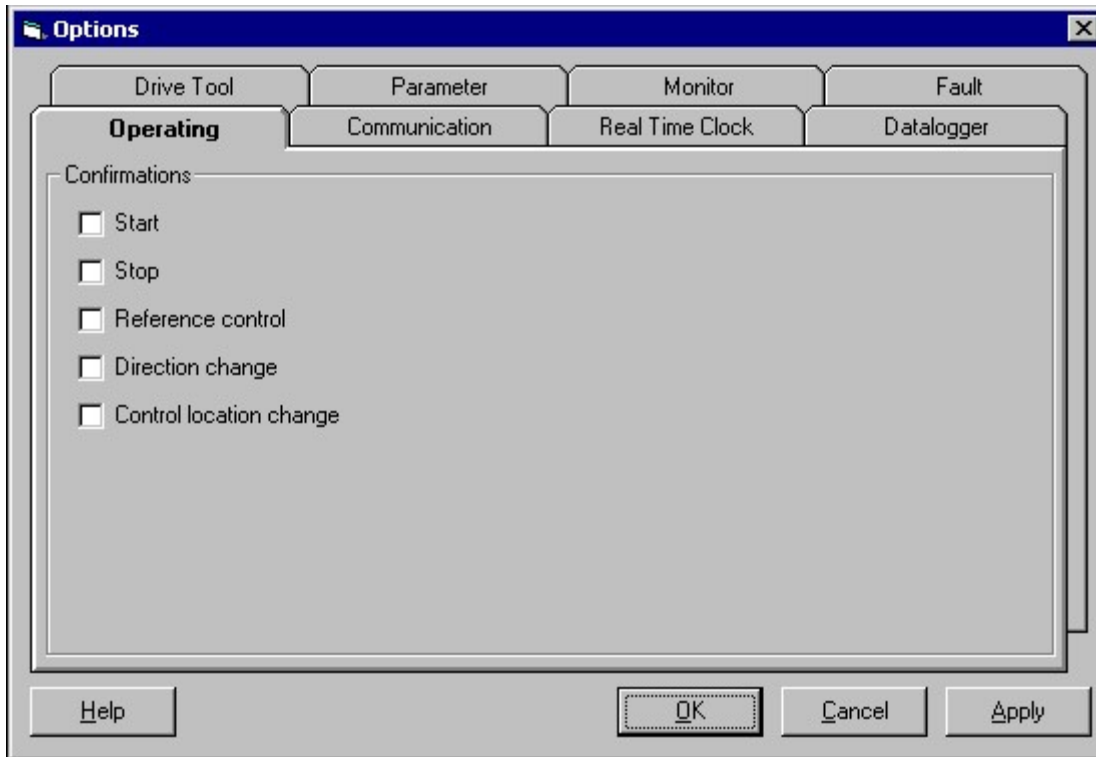 Options
Drive Tool Parameter Monitor Fault
Operating Communication Real Time Clock Datalogger
Confirmations
Start
Stop
Reference control
Direction change
Control location change
Help OK Cancel Apply